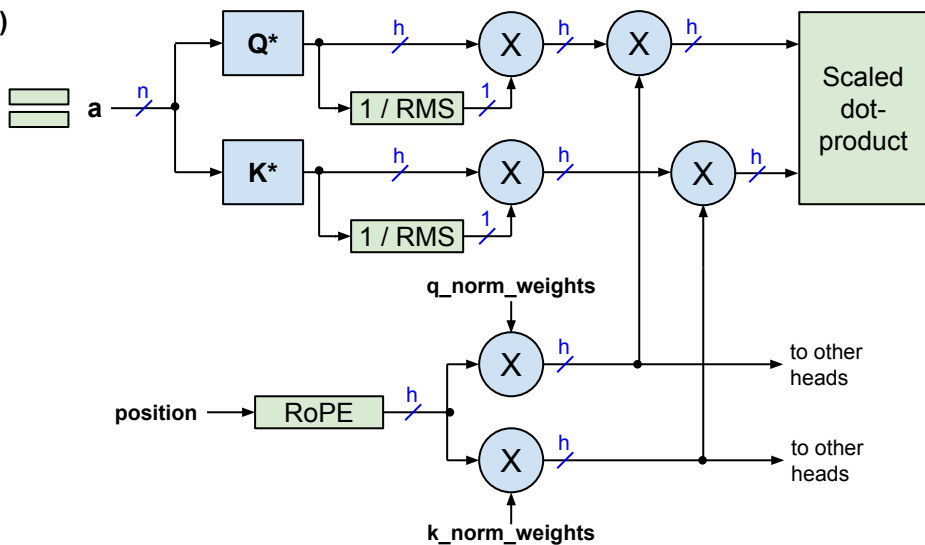 )
a
n
Q*
h
X
h
X
h
1 / RMS
1
K*
h
X
h
X
h
1 / RMS
1
Scaled
dot-
product
q_norm_weights
X
h
to other
heads
position
RoPE
h
X
h
to other
heads
k_norm_weights